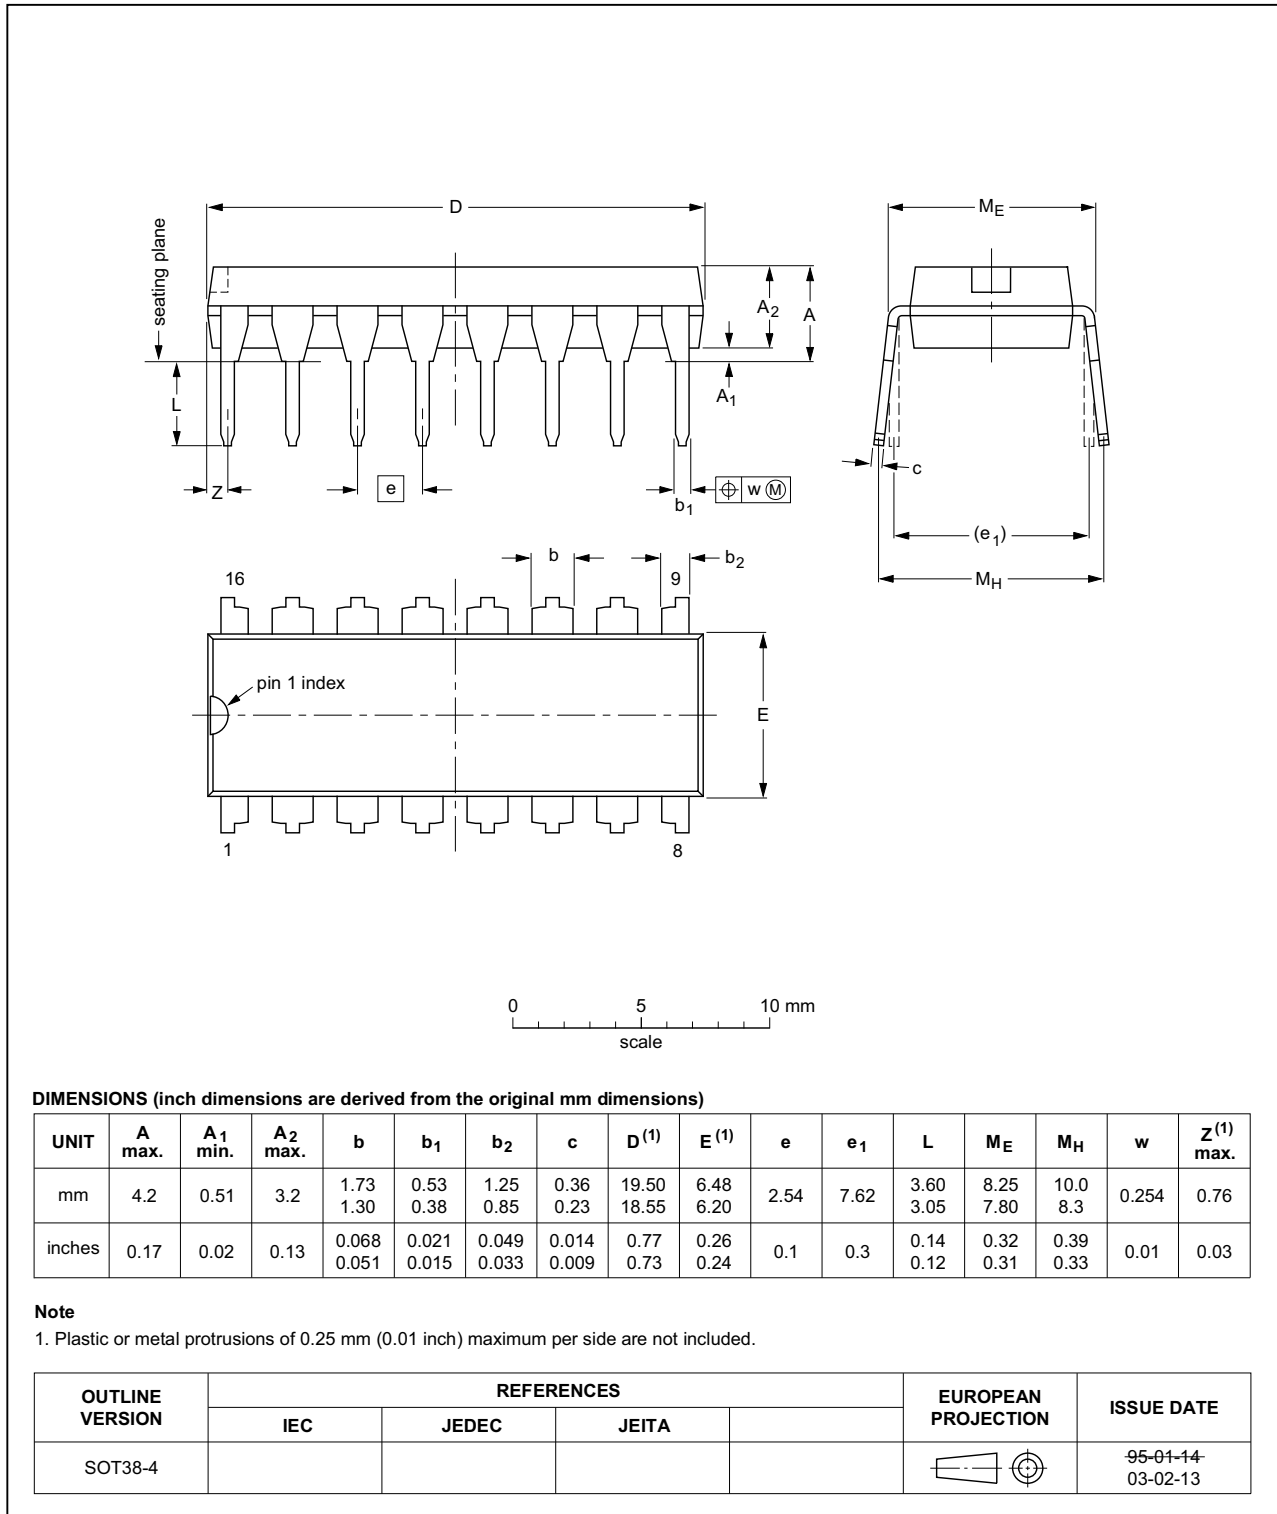 D
ME
seating plane
A2
A
L
A1
c
Z
e
b1
w M
(e1)
MH
b
b2
16
9
pin 1 index
E
1
8
0 5 10 mm
scale
DIMENSIONS (inch dimensions are derived from the original mm dimensions)
UNIT A max. A1 min. A2 max. b b1 b2 c D(1) E(1) e e1 L ME MH w Z(1) max.
mm 4.2 0.51 3.2 1.73 1.30 0.53 0.38 1.25 0.85 0.36 0.23 19.50 18.55 6.48 6.20 2.54 7.62 3.60 3.05 8.25 7.80 10.0 8.3 0.254 0.76
inches 0.17 0.02 0.13 0.068 0.051 0.021 0.015 0.049 0.033 0.014 0.009 0.77 0.73 0.26 0.24 0.1 0.3 0.14 0.12 0.32 0.31 0.39 0.33 0.01 0.03
Note
1. Plastic or metal protrusions of 0.25 mm (0.01 inch) maximum per side are not included.
OUTLINE VERSION REFERENCES EUROPEAN PROJECTION ISSUE DATE
IEC JEDEC JEITA
SOT38-4 95-01-14
03-02-13